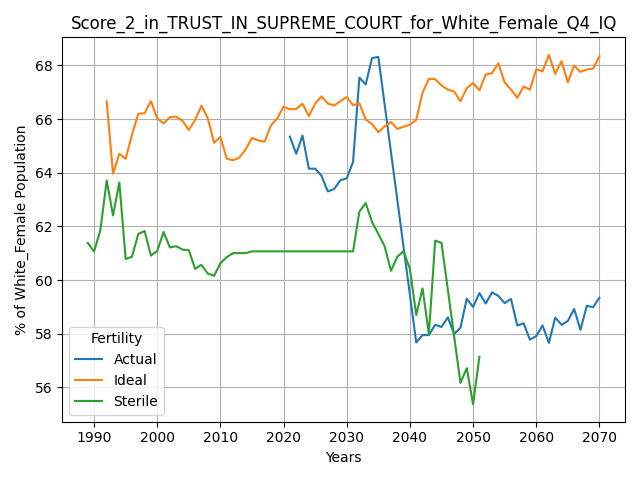 Score_2_in_TRUST_IN_SUPREME_COURT_for_White_Female_Q4_IQ
% of White_Female Population
68
66
64
62
60
58
56
Fertility
Actual
Ideal
Sterile
1990 2000 2010 2020 2030 2040 2050 2060 2070
Years